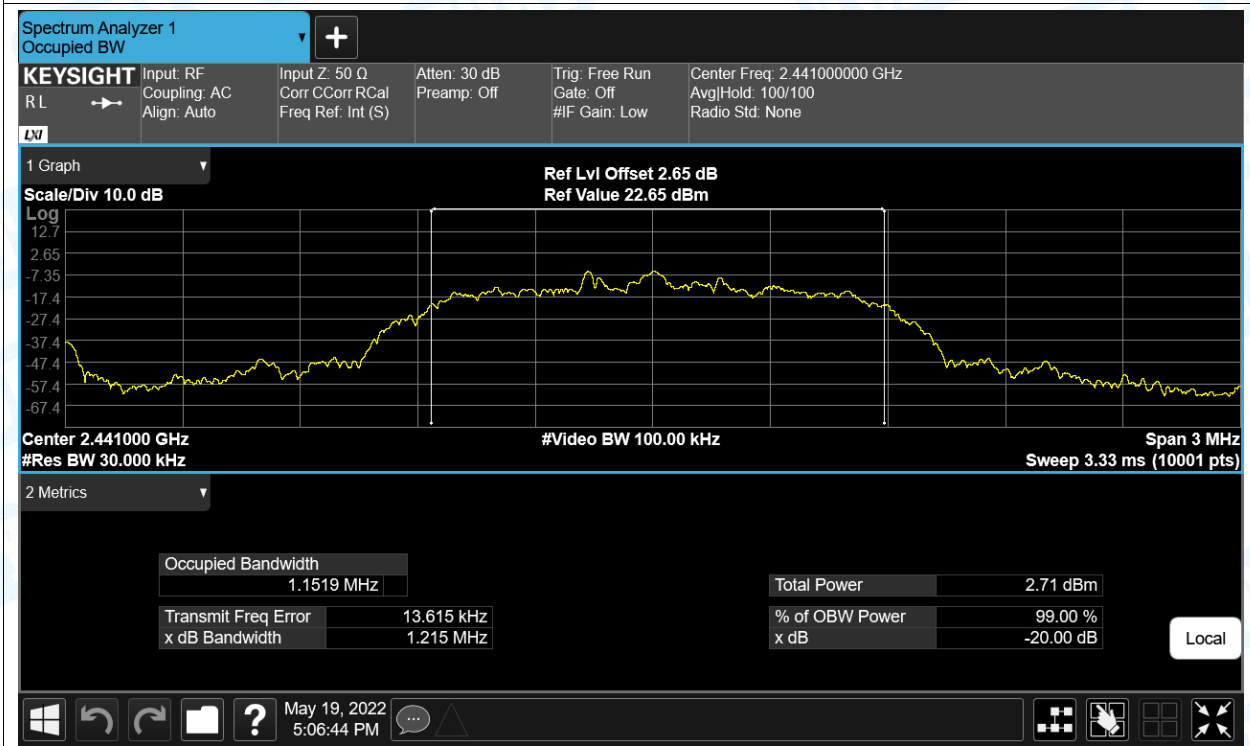 Spectrum Analyzer 1
Occupied BW
KEYSIGHT
R L
LXI
Input: RF
Coupling: AC
Align: Auto
Input Z: 50 Ω
Corr CCorr RCal
Freq Ref: Int (S)
Atten: 30 dB
Preamp: Off
Trig: Free Run
Gate: Off
#IF Gain: Low
Center Freq: 2.441000000 GHz
Avg|Hold: 100/100
Radio Std: None
1 Graph
Scale/Div 10.0 dB
Ref Lvl Offset 2.65 dB
Ref Value 22.65 dBm
Log
12.7
2.65
-7.35
-17.4
-27.4
-37.4
-47.4
-57.4
-67.4
Center 2.441000 GHz
#Res BW 30.000 kHz
#Video BW 100.00 kHz
Span 3 MHz
Sweep 3.33 ms (10001 pts)
2 Metrics
Occupied Bandwidth
1.1519 MHz
Transmit Freq Error 13.615 kHz
x dB Bandwidth 1.215 MHz
Total Power 2.71 dBm
% of OBW Power 99.00 %
x dB -20.00 dB
Local
?
May 19, 2022
5:06:44 PM